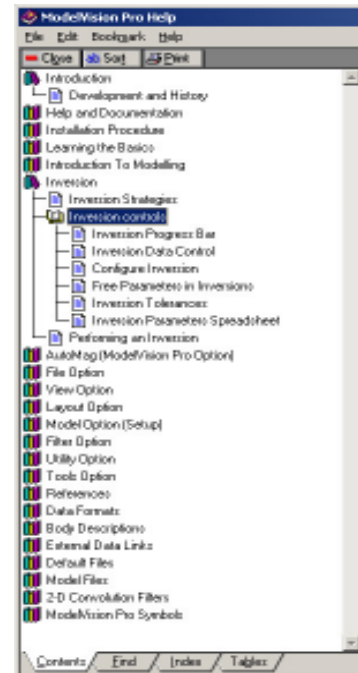 ModelVision Pro Help
File Edit Bookmark Help
Close Sort Print
Introduction
Development and History
Help and Documentation
Installation Procedure
Learning the Basics
Introduction To Modelling
Inversion
Inversion Strategies
Inversion controls
Inversion Progress Bar
Inversion Data Control
Configure Inversion
Free Parameters in Inversions
Inversion Tolerances
Inversion Parameters Spreadsheet
Performing an Inversion
AutoMag (ModelVision Pro Option)
File Option
View Option
Layout Option
Model Option (Setup)
Filter Option
Utility Option
Tools Option
References
Data Formats
Body Descriptions
External Data Links
Default Files
Model Files
2-D Convolution Filters
ModelVision Pro Symbols
Contents Find Index Tables